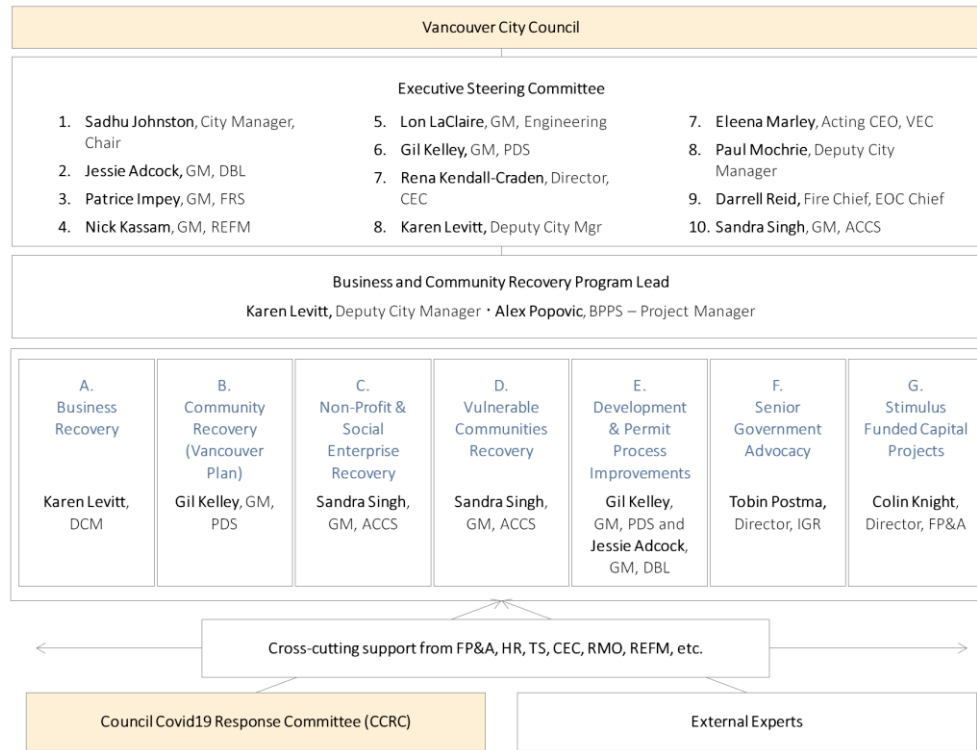 Vancouver City Council
Executive Steering Committee
1. Sadhu Johnston, City Manager,
Chair
2. Jessie Adcock, GM, DBL
3. Patrice Impey, GM, FRS
4. Nick Kassam, GM, REFM
5. Lon LaClaire, GM, Engineering
6. Gil Kelley, GM, PDS
7. Rena Kendall-Craden, Director,
CEC
8. Karen Levitt, Deputy City Mgr
7. Eleena Marley, Acting CEO, VEC
8. Paul Mochrie, Deputy City
Manager
9. Darrell Reid, Fire Chief, EOC Chief
10. Sandra Singh, GM, ACCS
Business and Community Recovery Program Lead
Karen Levitt, Deputy City Manager · Alex Popovic, BPPS – Project Manager
A.
Business
Recovery
Karen Levitt,
DCM
B.
Community
Recovery
(Vancouver
Plan)
Gil Kelley, GM,
PDS
C.
Non-Profit &
Social
Enterprise
Recovery
Sandra Singh,
GM, ACCS
D.
Vulnerable
Communities
Recovery
Sandra Singh,
GM, ACCS
E.
Development
& Permit
Process
Improvements
Gil Kelley,
GM, PDS and
Jessie Adcock,
GM, DBL
F.
Senior
Government
Advocacy
Tobin Postma,
Director, IGR
G.
Stimulus
Funded Capital
Projects
Colin Knight,
Director, FP&A
Cross-cutting support from FP&A, HR, TS, CEC, RMO, REFM, etc.
Council Covid19 Response Committee (CCRC)
External Experts